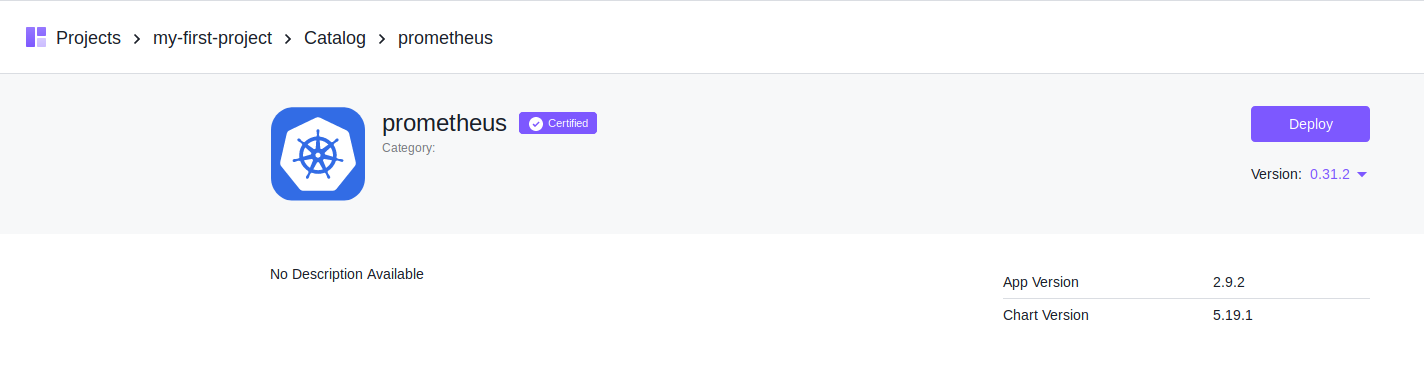 Projects > my-first-project > Catalog > prometheus
prometheus Certified
Category:
Deploy
Version: 0.31.2
No Description Available
App Version 2.9.2
Chart Version 5.19.1